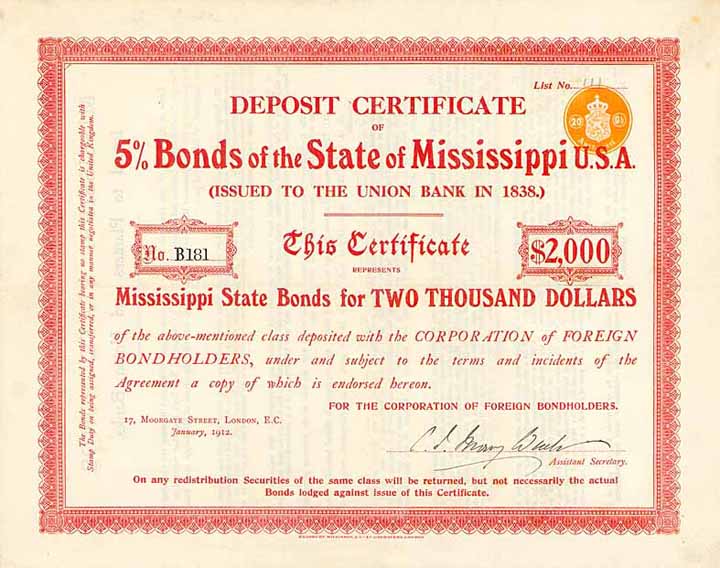 List No.
DEPOSIT CERTIFICATE
OF
5% Bonds of the State of Mississippi U.S.A.
(ISSUED TO THE UNION BANK IN 1838.)
No. B181
This Certificate
REPRESENTS
$2,000
Mississippi State Bonds for TWO THOUSAND DOLLARS
of the above-mentioned class deposited with the CORPORATION of FOREIGN
BONDHOLDERS, under and subject to the terms and incidents of the
Agreement a copy of which is endorsed hereon.
FOR THE CORPORATION OF FOREIGN BONDHOLDERS.
17, MOORGATE STREET, LONDON, E.C.
January, 1912.
Assistant Secretary.
On any redistribution Securities of the same class will be returned, but not necessarily the actual
Bonds lodged against issue of this Certificate.
The Bonds represented by this Certificate bearing no stamp this Certificate is chargeable with
Stamp Duty on being assigned, transferred, or in any manner negotiated in the United Kingdom.